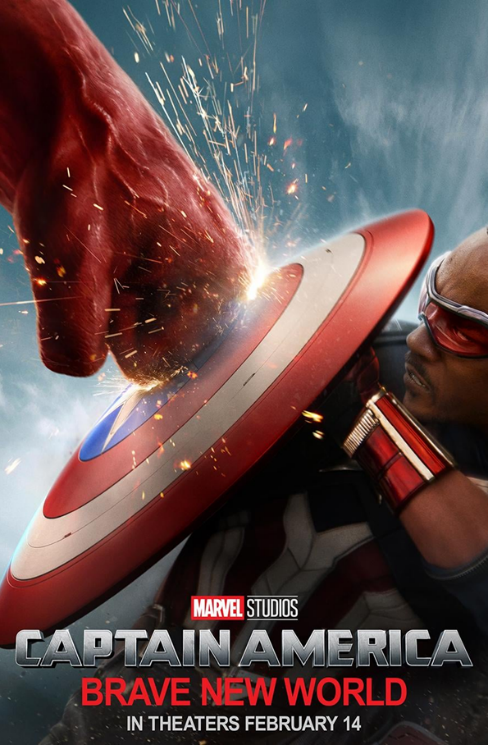 MARVEL STUDIOS
CAPTAIN AMERICA
BRAVE NEW WORLD
IN THEATERS FEBRUARY 14